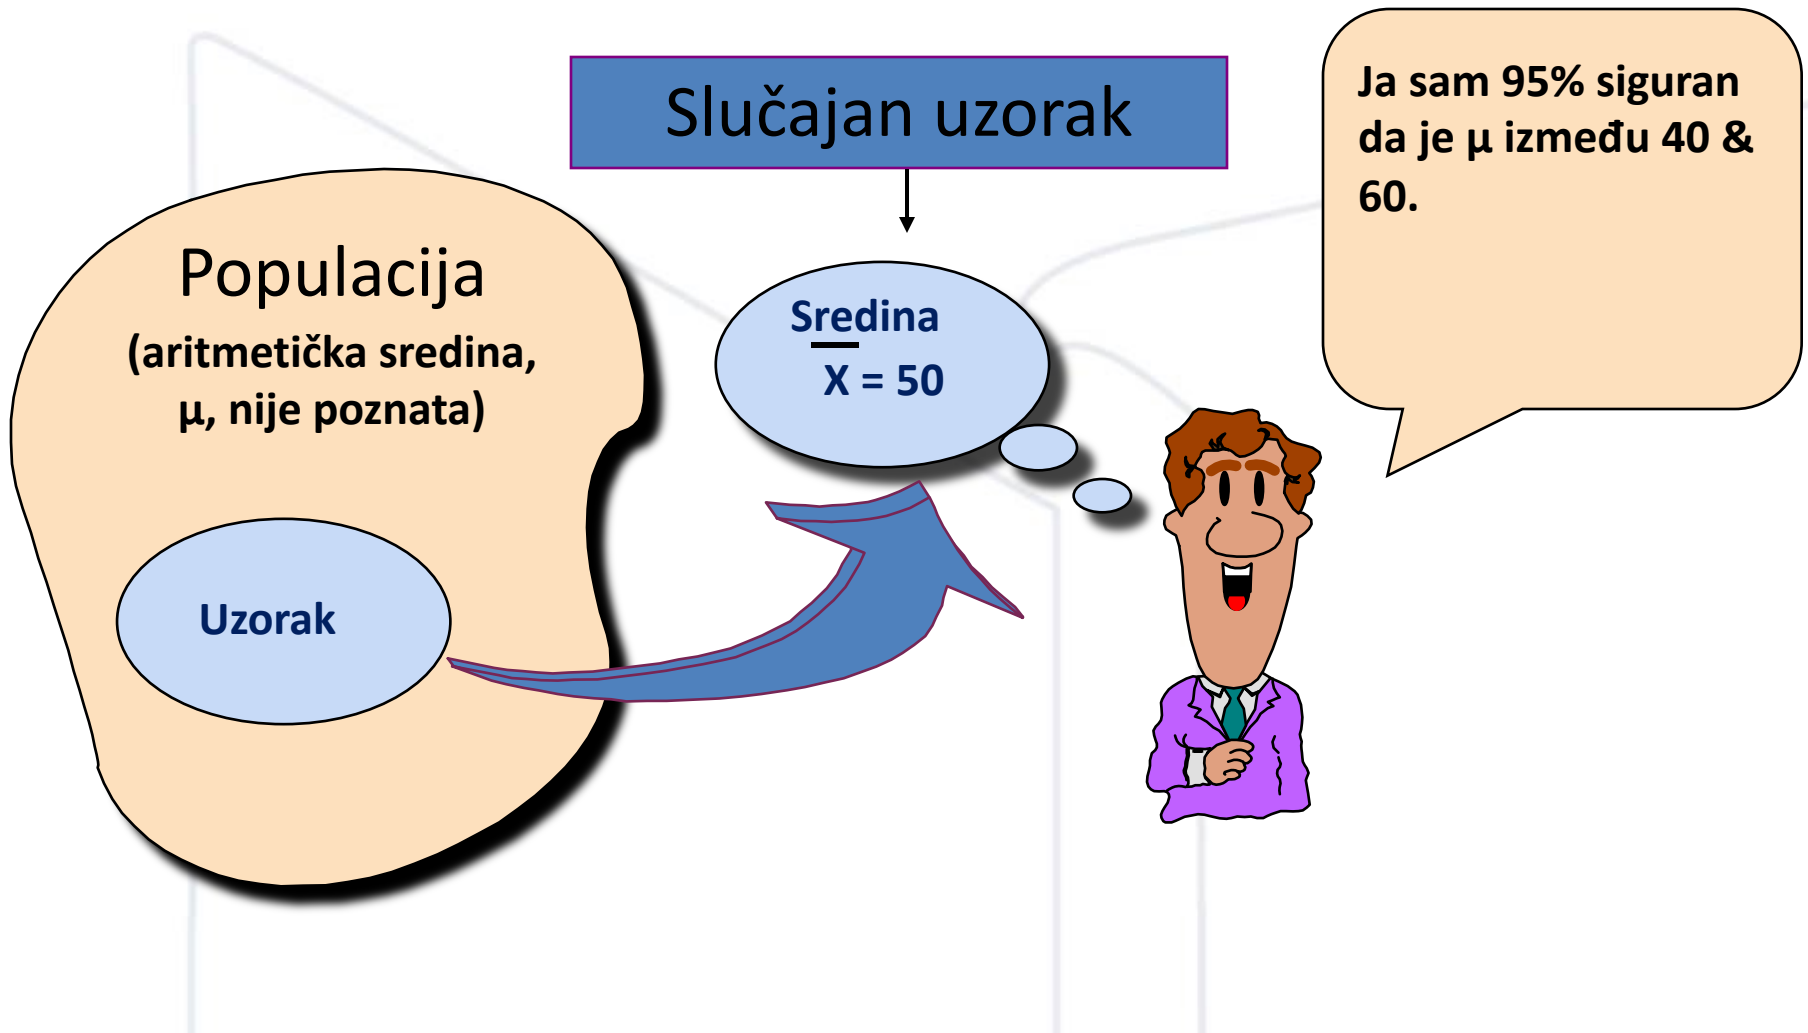 Slučajan uzorak
Ja sam 95% siguran
da je μ između 40 &
60.
Populacija
(aritmetička sredina,
μ, nije poznata)
Sredina
X̅ = 50
Uzorak